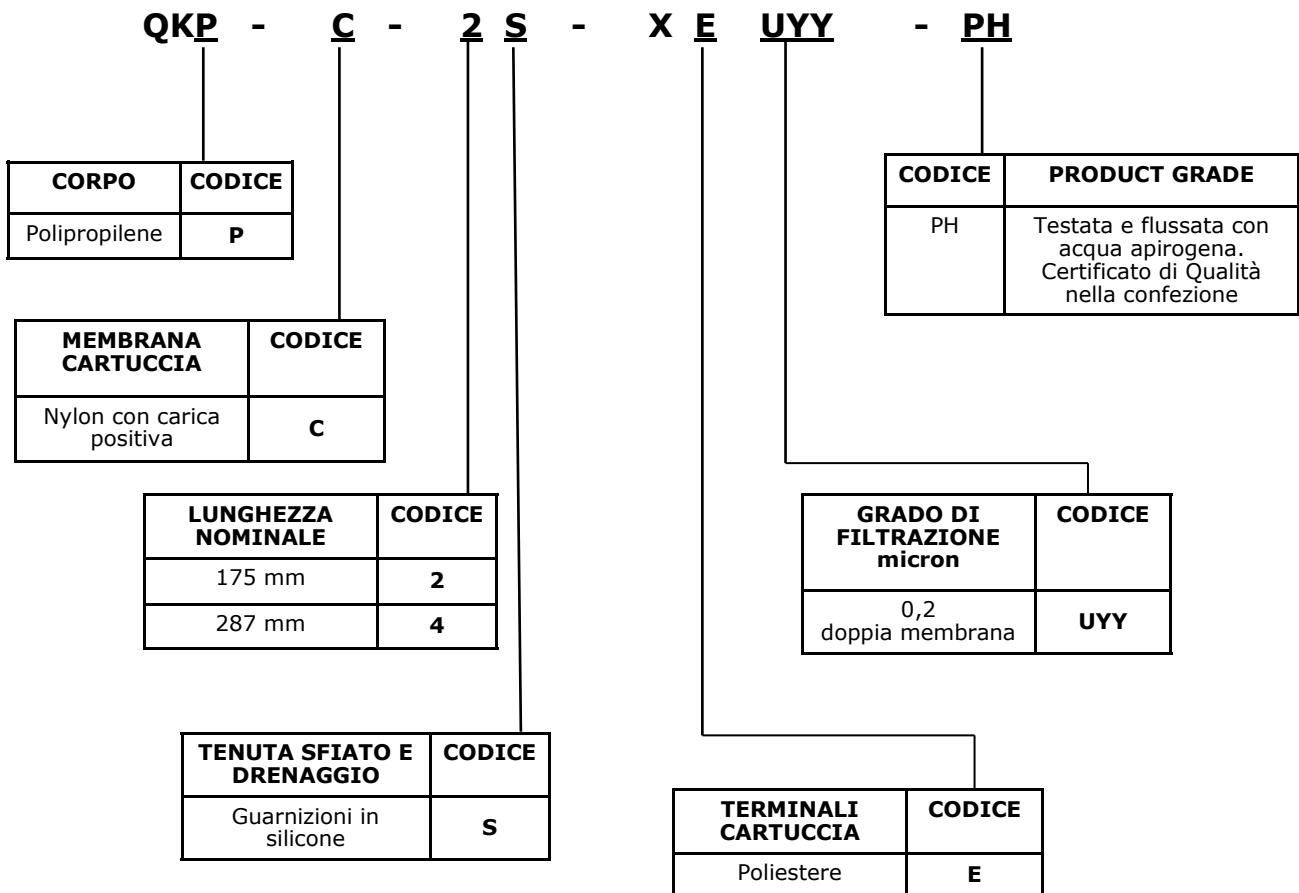 QKP - C - 2 S - X E UYY - PH
CORPO CODICE
Polipropilene P
CODICE PRODUCT GRADE
PH Testata e flussata con
acqua apirogena.
Certificato di Qualità
nella confezione
MEMBRANA
CARTUCCIA
CODICE
Nylon con carica
positiva
C
LUNGHEZZA
NOMINALE
CODICE
175 mm 2
287 mm 4
GRADO DI
FILTRAZIONE
micron
CODICE
0,2
doppia membrana
UYY
TENUTA SFIATO E
DRENAGGIO
CODICE
Guarnizioni in
silicone
S
TERMINALI
CARTUCCIA
CODICE
Poliestere E